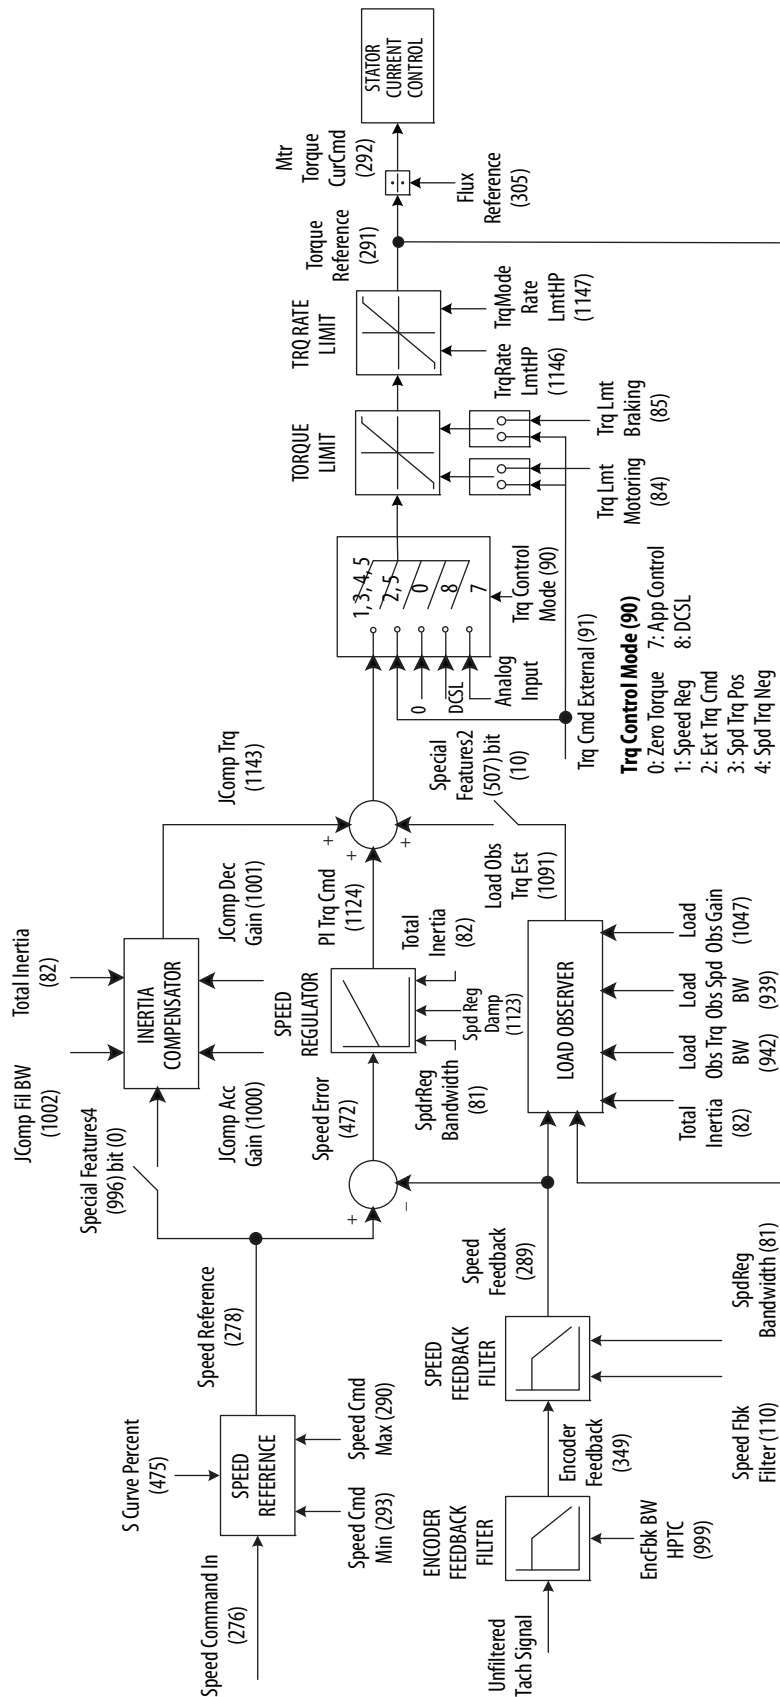 Speed Command In
(276)
S Curve Percent
(475)
SPEED
REFERENCE
Speed Cmd
Min (293)
Speed Cmd
Max (290)
Speed Reference
(278)
Special Features4
(996) bit (0)
JComp Fil BW
(1002)
Total Inertia
(82)
INERTIA
COMPENSATOR
JComp Acc
Gain (1000)
JComp Dec
Gain (1001)
JComp Trq
(1143)
+
−
Speed Error
(472)
SPEED
REGULATOR
SpdrReg
Bandwidth
(81)
Spd Reg
Damp
(1123)
Total
Inertia
(82)
PI Trq Cmd
(1124)
+
+
+
Unfiltered
Tach Signal
ENCODER
FEEDBACK
FILTER
EncFbk BW
HPTC
(999)
Encoder
Feedback
(349)
SPEED
FEEDBACK
FILTER
Speed Fbk
Filter (110)
SpdReg
Bandwidth (81)
Speed
Feedback
(289)
LOAD OBSERVER
Total
Inertia
(82)
Load
Obs Trq
BW
(942)
Load
Obs Spd
BW
(939)
Load
Obs Gain
(1047)
Load Obs
Trq Est
(1091)
Special
Features2
(507) bit
(10)
0
DCSL
Analog
Input
1, 3, 4, 5
2, 5
0
8
7
Trq Control
Mode (90)
Trq Cmd External (91)
TORQUE
LIMIT
Trq Lmt
Motoring
(84)
Trq Lmt
Braking
(85)
TRQ RATE
LIMIT
TrqRate
LmtHP
(1146)
TrqMode
Rate
LmtHP
(1147)
Torque
Reference
(291)
Mtr
Torque
CurCmd
(292)
Flux
Reference
(305)
STATOR
CURRENT
CONTROL
Trq Control Mode (90)
0: Zero Torque 7: App Control
1: Speed Reg 8: DCSL
2: Ext Trq Cmd
3: Spd Trq Pos
4: Spd Trq Neg